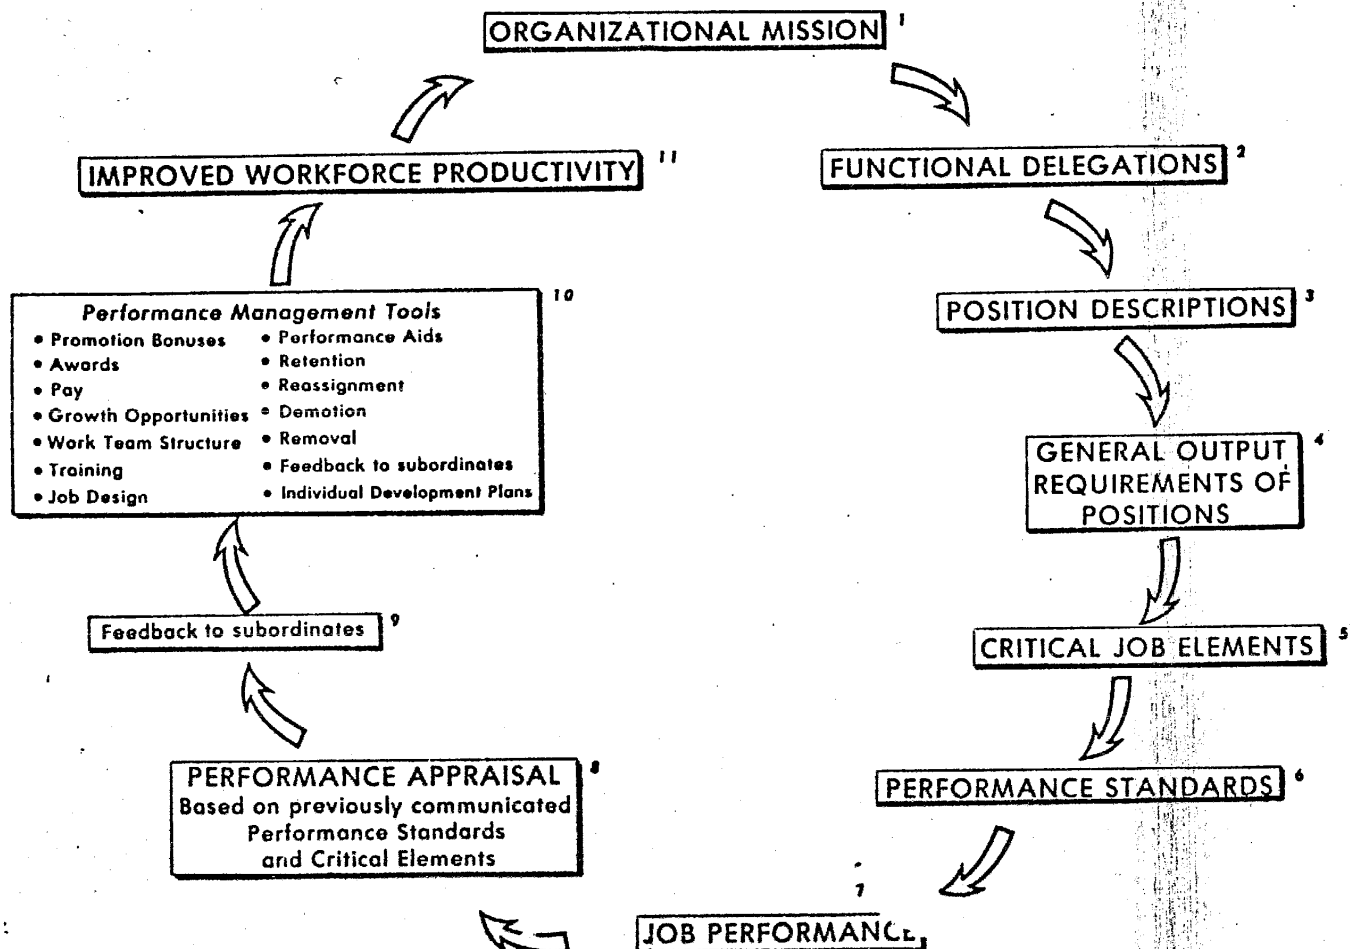 ORGANIZATIONAL MISSION 1
FUNCTIONAL DELEGATIONS 2
POSITION DESCRIPTIONS 3
GENERAL OUTPUT 4
REQUIREMENTS OF
POSITIONS
CRITICAL JOB ELEMENTS 5
PERFORMANCE STANDARDS 6
7
JOB PERFORMANCE
PERFORMANCE APPRAISAL 8
Based on previously communicated
Performance Standards
and Critical Elements
Feedback to subordinates 9
Performance Management Tools 10
• Promotion Bonuses
• Awards
• Pay
• Growth Opportunities
• Work Team Structure
• Training
• Job Design
• Performance Aids
• Retention
• Reassignment
• Demotion
• Removal
• Feedback to subordinates
• Individual Development Plans
IMPROVED WORKFORCE PRODUCTIVITY 11